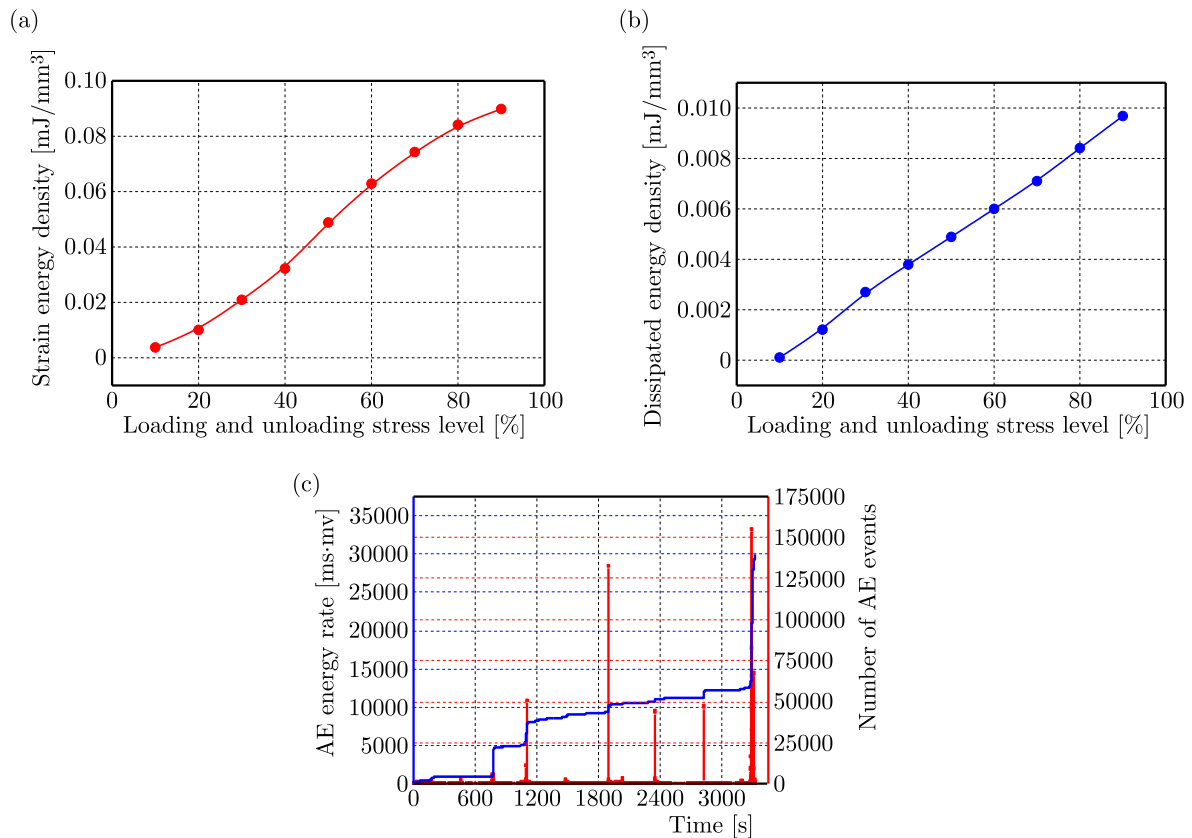 (a)
Strain energy density [mJ/mm³]
0.10
0.08
0.06
0.04
0.02
0
0 20 40 60 80 100
Loading and unloading stress level [%]
(b)
Dissipated energy density [mJ/mm³]
0.010
0.008
0.006
0.004
0.002
0
0 20 40 60 80 100
Loading and unloading stress level [%]
(c)
AE energy rate [ms·mv]
35000
30000
25000
20000
15000
10000
5000
0
175000
150000
125000
100000
75000
50000
25000
0
Number of AE events
0 600 1200 1800 2400 3000
Time [s]